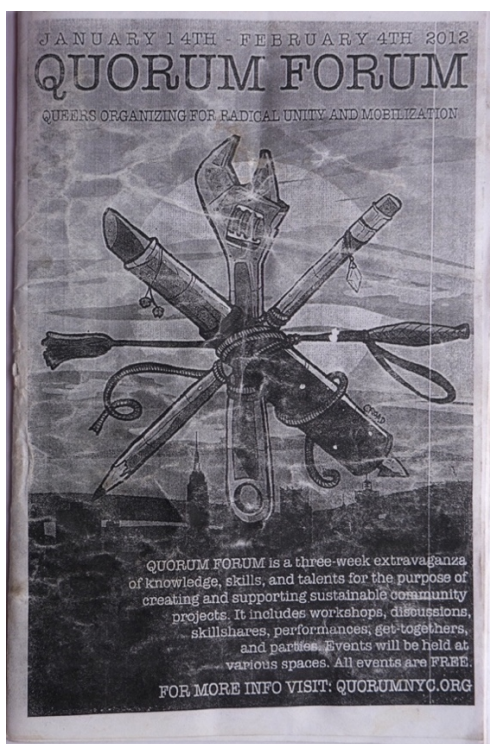 JANUARY 14TH - FEBRUARY 4TH 2012
QUORUM FORUM
QUEERS ORGANIZING FOR RADICAL UNITY AND MOBILIZATION
QUORUM FORUM is a three-week extravaganza
of knowledge, skills, and talents for the purpose of
creating and supporting sustainable community
projects. It includes workshops, discussions,
skillshares, performances, get-togethers,
and parties. Events will be held at
various spaces. All events are FREE.
FOR MORE INFO VISIT: QUORUMNYC.ORG